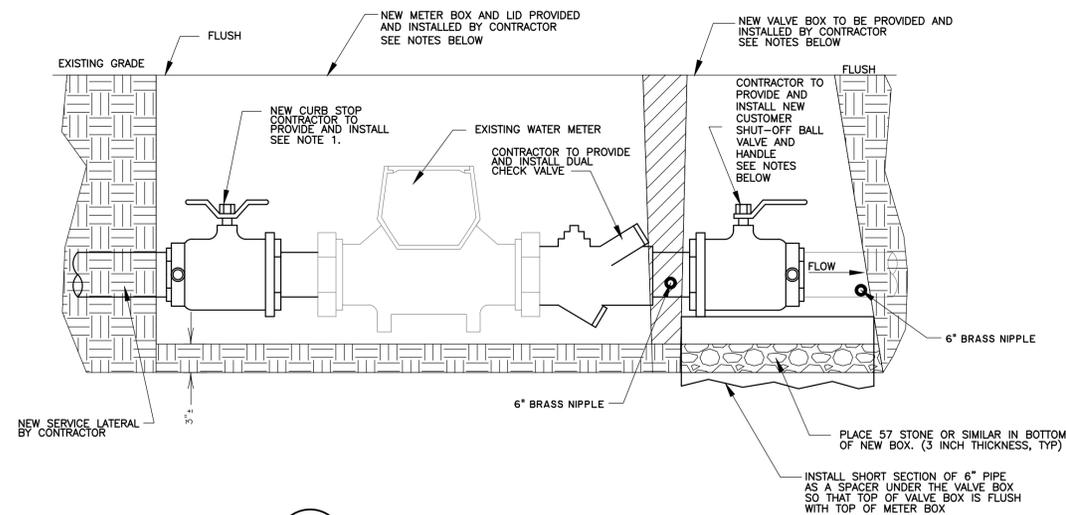 NEW METER BOX AND LID PROVIDED
AND INSTALLED BY CONTRACTOR
SEE NOTES BELOW
NEW VALVE BOX TO BE PROVIDED AND
INSTALLED BY CONTRACTOR
SEE NOTES BELOW
FLUSH
EXISTING GRADE
FLUSH
CONTRACTOR TO
PROVIDE AND
INSTALL NEW
CUSTOMER
SHUT-OFF BALL
VALVE AND
HANDLE
SEE NOTES
BELOW
NEW CURB STOP
CONTRACTOR TO
PROVIDE AND INSTALL
SEE NOTE 1.
EXISTING WATER METER
CONTRACTOR TO PROVIDE
AND INSTALL DUAL
CHECK VALVE
FLOW
6" BRASS NIPPLE
6" BRASS NIPPLE
3"±
NEW SERVICE LATERAL
BY CONTRACTOR
PLACE 57 STONE OR SIMILAR IN BOTTOM
OF NEW BOX. (3 INCH THICKNESS, TYP)
INSTALL SHORT SECTION OF 6" PIPE
AS A SPACER UNDER THE VALVE BOX
SO THAT TOP OF VALVE BOX IS FLUSH
WITH TOP OF METER BOX